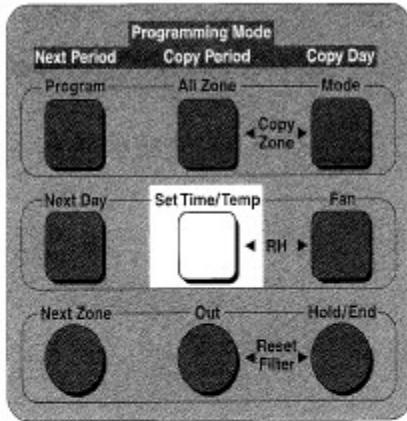 Programming Mode
Next Period Copy Period Copy Day
Program All Zone Mode
◄ Copy ►
Zone
Next Day Set Time/Temp Fan
◄ RH ►
Next Zone Out Hold/End
◄ Reset ►
Filter